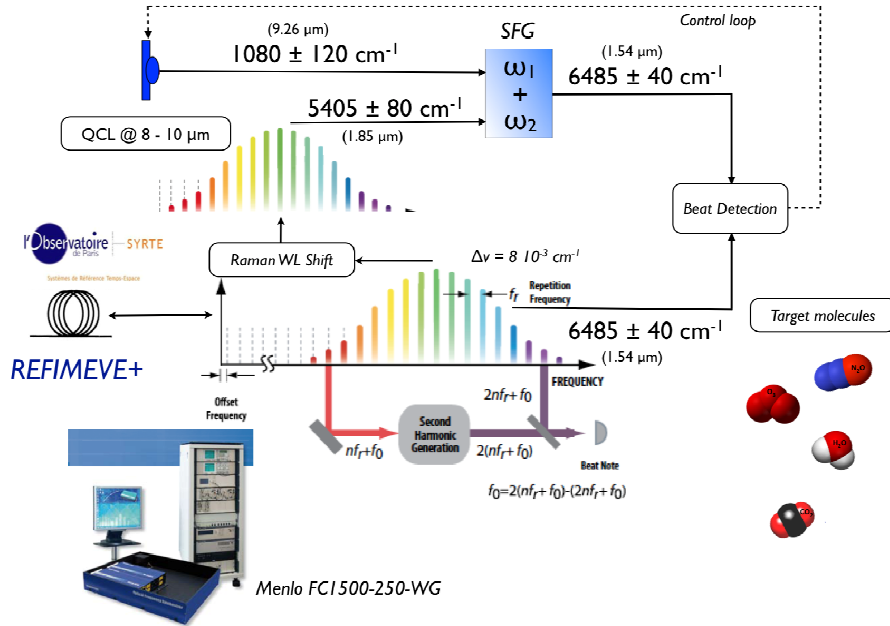 Control loop
(9.26 µm)
1080 ± 120 cm-1
SFG
(1.54 µm)
6485 ± 40 cm-1
ω1
+
ω2
5405 ± 80 cm-1
(1.85 µm)
QCL @ 8 - 10 µm
Beat Detection
l'Observatoire
de Paris
SYRTE
Systèmes de Référence Temps-Espace
Raman WL Shift
Δν = 8 10-3 cm-1
fr
Repetition
Frequency
6485 ± 40 cm-1
(1.54 µm)
Target molecules
REFIMEVE+
Offset
Frequency
FREQUENCY
2nfr+f0
nfr+f0
Second
Harmonic
Generation
2(nfr+f0)
Beat Note
f0=2(nfr+f0)-(2nfr+f0)
N2O
O3
H2O
CO2
Menlo FC1500-250-WG